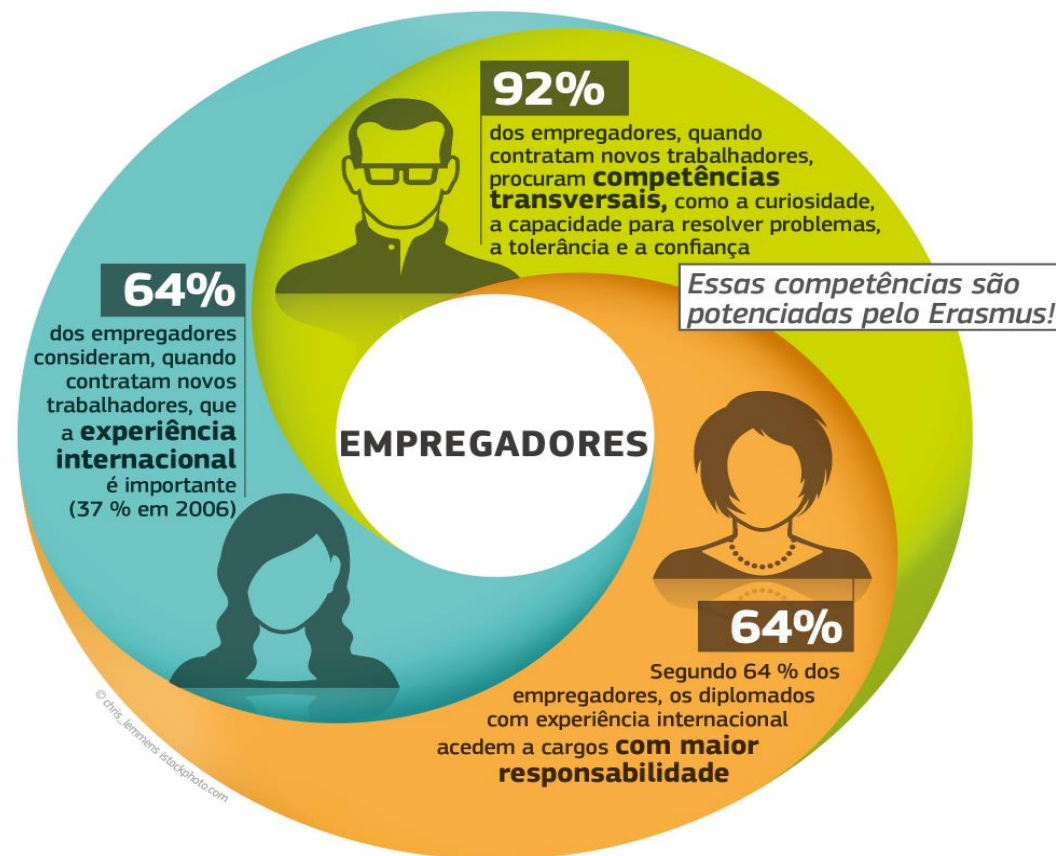 92%
dos empregadores, quando
contratam novos trabalhadores,
procuram competências
transversais, como a curiosidade,
a capacidade para resolver problemas,
a tolerância e a confiança
Essas competências são
potenciadas pelo Erasmus!
64%
dos empregadores
consideram, quando
contratam novos
trabalhadores, que
a experiência
internacional
é importante
(37 % em 2006)
EMPREGADORES
64%
Segundo 64 % dos
empregadores, os diplomados
com experiência internacional
acedem a cargos com maior
responsabilidade
© chris_lemmens istockphoto.com